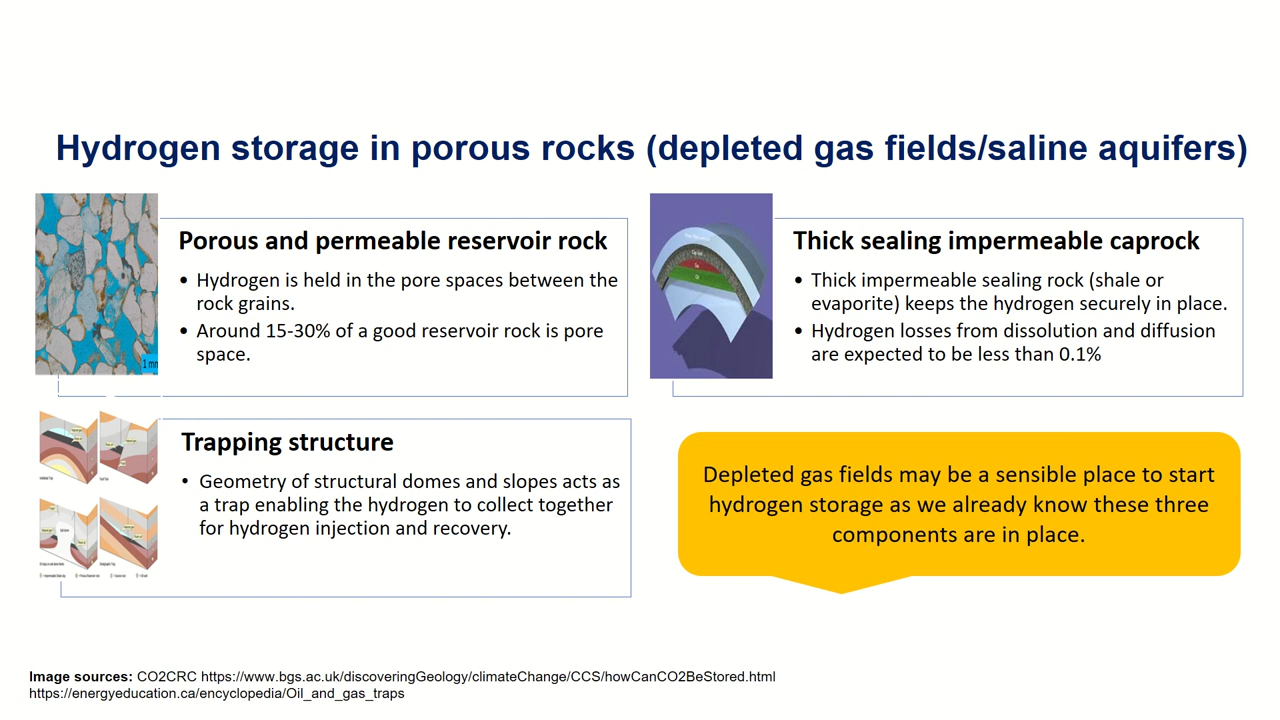 Hydrogen storage in porous rocks (depleted gas fields/saline aquifers)
1 mm
Porous and permeable reservoir rock
• Hydrogen is held in the pore spaces between the
rock grains.
• Around 15-30% of a good reservoir rock is pore
space.
Thick sealing impermeable caprock
• Thick impermeable sealing rock (shale or
evaporite) keeps the hydrogen securely in place.
• Hydrogen losses from dissolution and diffusion
are expected to be less than 0.1%
Trapping structure
• Geometry of structural domes and slopes acts as
a trap enabling the hydrogen to collect together
for hydrogen injection and recovery.
Depleted gas fields may be a sensible place to start
hydrogen storage as we already know these three
components are in place.
Image sources: CO2CRC https://www.bgs.ac.uk/discoveringGeology/climateChange/CCS/howCanCO2BeStored.html
https://energyeducation.ca/encyclopedia/Oil_and_gas_traps